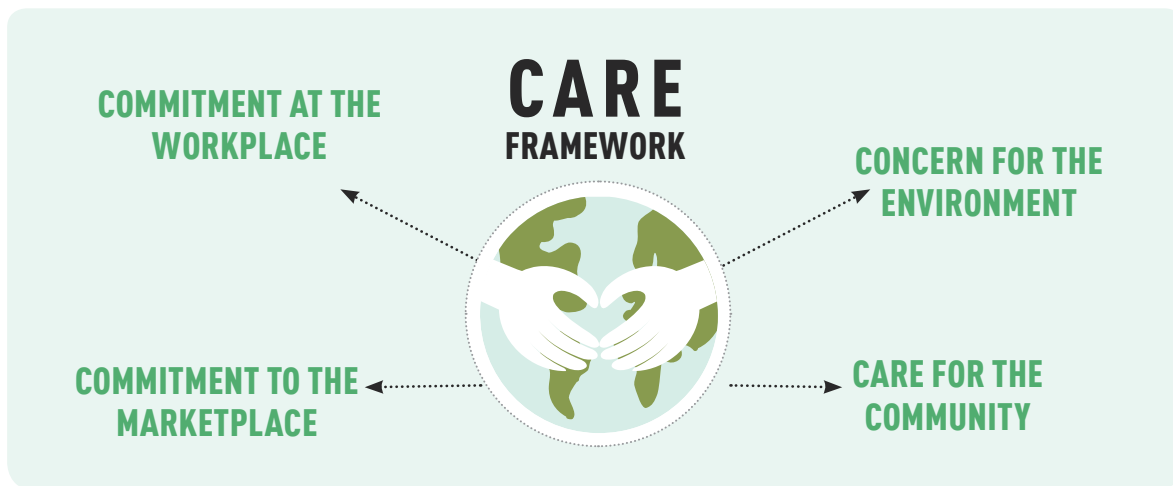 CARE
FRAMEWORK
COMMITMENT AT THE
WORKPLACE
CONCERN FOR THE
ENVIRONMENT
COMMITMENT TO THE
MARKETPLACE
CARE FOR THE
COMMUNITY